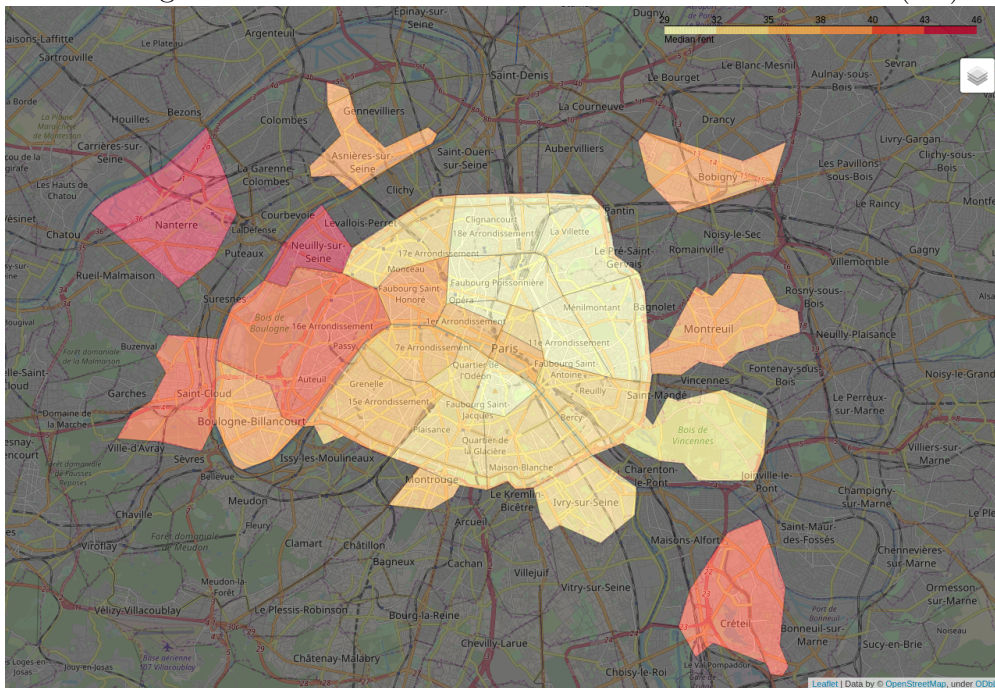 Épinay-sur-
Seine
Dugny
Argenteuil
29 32 35 38 40 43 46
Median rent
aisons-Laffitte
Le Plateau
Sartrouville
Saint-Denis
Le Bourget
Le Blanc-Mesnil
Aulnay-sous-
Bois
Sevran
La Courneuve
Houilles
Bezons
Colombes
Gennevilliers
Drancy
Carrières-sur-
Seine
Asnières-sur-
Seine
Saint-Ouen-
sur-Seine
Aubervilliers
Livry-Gargan
Clichy-sous-
Bois
Les Pavillons-
sous-Bois
La Garenne-
Colombes
Les Hauts de
Chatou
Clichy
Bobigny
Le Raincy
Courbevoie
Levallois-Perret
Pantin
Clignancourt
18e Arrondissement
La Villette
Nanterre
La Défense
Chatou
Puteaux
Neuilly-sur-
Seine
17e Arrondissement
Monceau
Noisy-le-Sec
Romainville
Le Pré-Saint-
Gervais
Gagny
Villemomble
Rueil-Malmaison
Suresnes
Faubourg Saint-
Honoré
Faubourg Poissonnière
Opéra
Ménilmontant
Bagnolet
Rosny-sous-
Bois
Bois de
Boulogne
16e Arrondissement
1er Arrondissement
Montreuil
Neuilly-Plaisance
Buzenval
Passy
7e Arrondissement
Paris
11e Arrondissement
Forêt domaniale
de la Malmaison
Quartier de
l'Odéon
Faubourg Saint-
Antoine
Fontenay-sous-
Bois
Noisy-le-Grand
Auteuil
Grenelle
Reuilly
Vincennes
Saint-Mandé
Garches
Saint-Cloud
15e Arrondissement
Faubourg Saint-
Jacques
Bercy
Le Perreux-
sur-Marne
Domaine de
la Marche
Boulogne-Billancourt
Plaisance
Bois de
Vincennes
Ville-d'Avray
Sèvres
Issy-les-Moulineaux
Quartier de
la Glacière
Villiers-sur-
Marne
Maison-Blanche
Charenton-
le-Pont
Joinville-le-
Pont
Bellevue
Montrouge
Le Kremlin-
Bicêtre
Ivry-sur-Seine
Champigny-
sur-Marne
Meudon
Chaville
Fleury
Arcueil
Saint-Maur-
des-Fossés
Viroflay
Forêt domaniale
de Meudon
Clamart
Châtillon
Maisons-Alfort
Chennevières-
sur-Marne
Bagneux
Cachan
Villejuif
Vitry-sur-Seine
Ormesson-
sur-Marne
Meudon-la-
Forêt
Vélizy-Villacoublay
Le Plessis-Robinson
Bourg-la-Reine
Port de
Bonneuil
Créteil
Bonneuil-sur-
Marne
Noiseau
Chevilly-Larue
Sucy-en-Brie
Jouy-en-Josas
Base aérienne
107 Villacoublay
Châtenay-Malabry
Le Val Pompadour
Choisy-le-Roi
Leaflet | Data by © OpenStreetMap, under ODbL